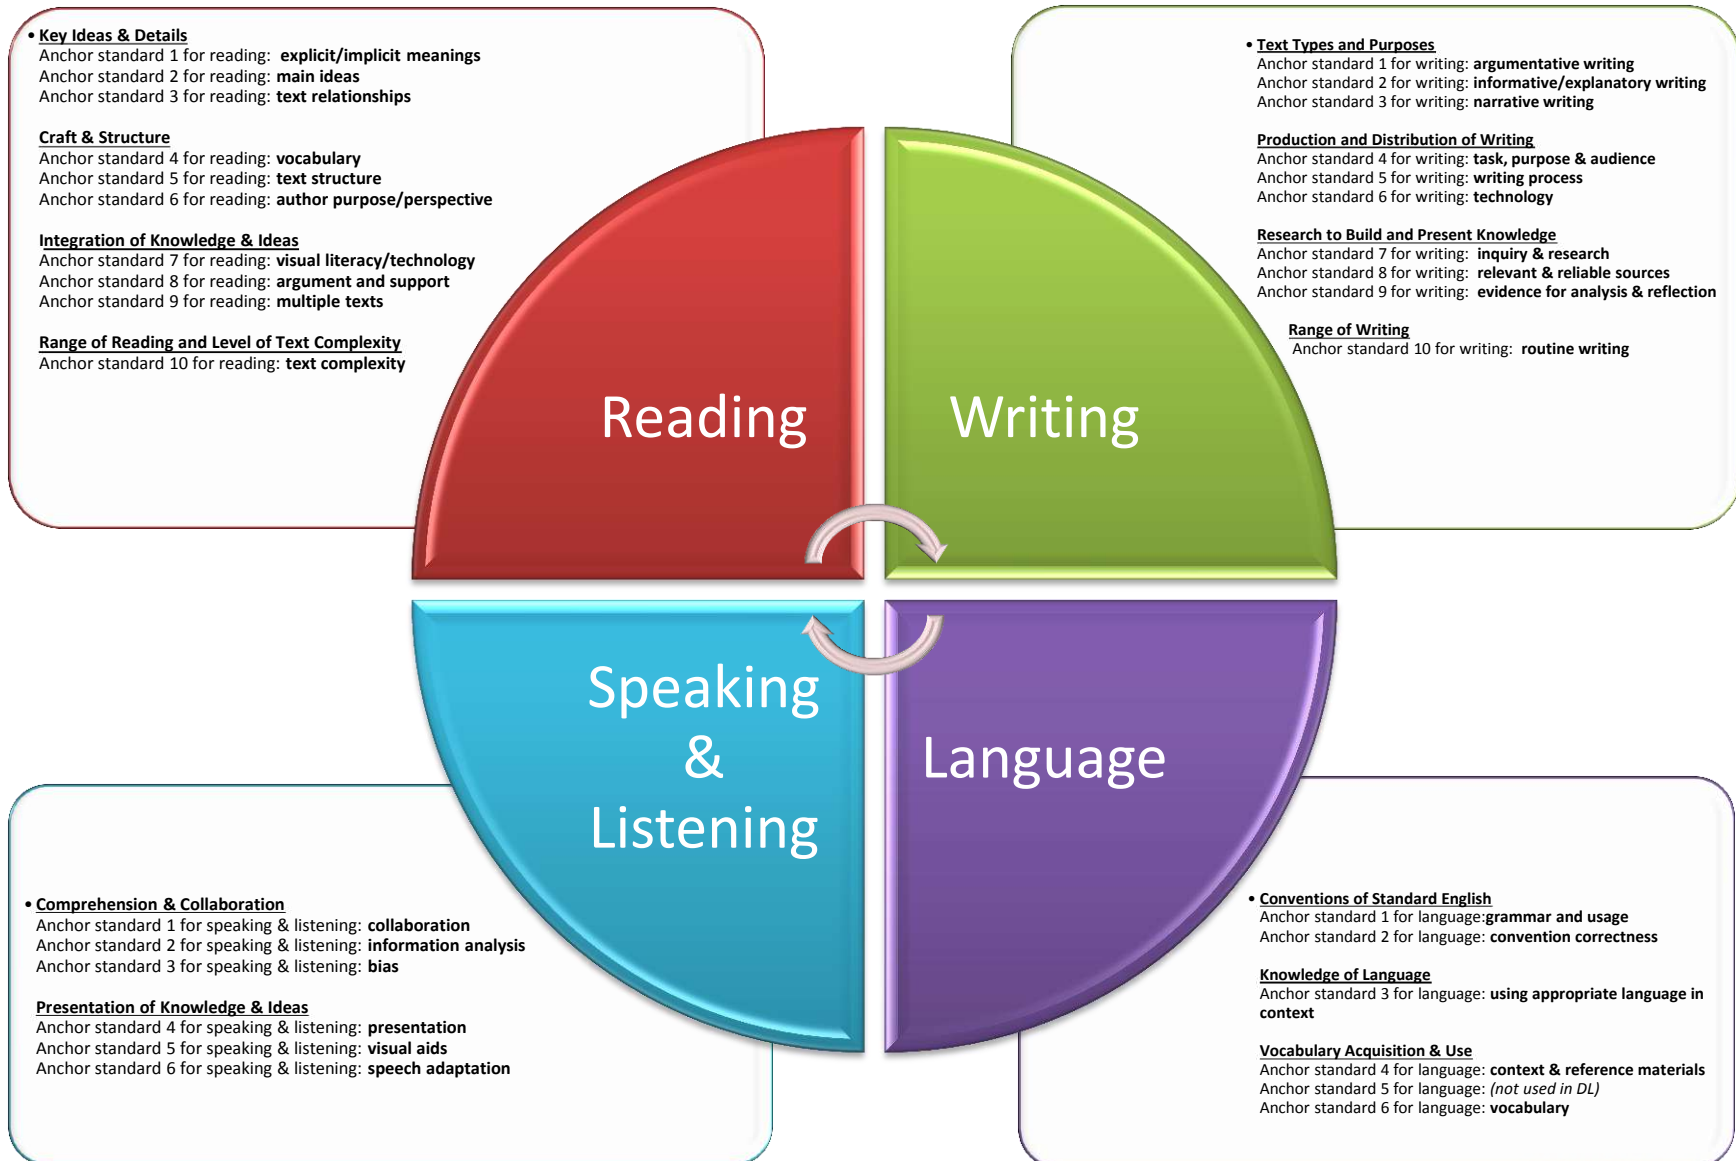 • Key Ideas & Details
Anchor standard 1 for reading: explicit/implicit meanings
Anchor standard 2 for reading: main ideas
Anchor standard 3 for reading: text relationships
Craft & Structure
Anchor standard 4 for reading: vocabulary
Anchor standard 5 for reading: text structure
Anchor standard 6 for reading: author purpose/perspective
Integration of Knowledge & Ideas
Anchor standard 7 for reading: visual literacy/technology
Anchor standard 8 for reading: argument and support
Anchor standard 9 for reading: multiple texts
Range of Reading and Level of Text Complexity
Anchor standard 10 for reading: text complexity
• Text Types and Purposes
Anchor standard 1 for writing: argumentative writing
Anchor standard 2 for writing: informative/explanatory writing
Anchor standard 3 for writing: narrative writing
Production and Distribution of Writing
Anchor standard 4 for writing: task, purpose & audience
Anchor standard 5 for writing: writing process
Anchor standard 6 for writing: technology
Research to Build and Present Knowledge
Anchor standard 7 for writing: inquiry & research
Anchor standard 8 for writing: relevant & reliable sources
Anchor standard 9 for writing: evidence for analysis & reflection
Range of Writing
Anchor standard 10 for writing: routine writing
Reading
Writing
Speaking
&
Listening
Language
• Comprehension & Collaboration
Anchor standard 1 for speaking & listening: collaboration
Anchor standard 2 for speaking & listening: information analysis
Anchor standard 3 for speaking & listening: bias
Presentation of Knowledge & Ideas
Anchor standard 4 for speaking & listening: presentation
Anchor standard 5 for speaking & listening: visual aids
Anchor standard 6 for speaking & listening: speech adaptation
• Conventions of Standard English
Anchor standard 1 for language:grammar and usage
Anchor standard 2 for language: convention correctness
Knowledge of Language
Anchor standard 3 for language: using appropriate language in
context
Vocabulary Acquisition & Use
Anchor standard 4 for language: context & reference materials
Anchor standard 5 for language: (not used in DL)
Anchor standard 6 for language: vocabulary